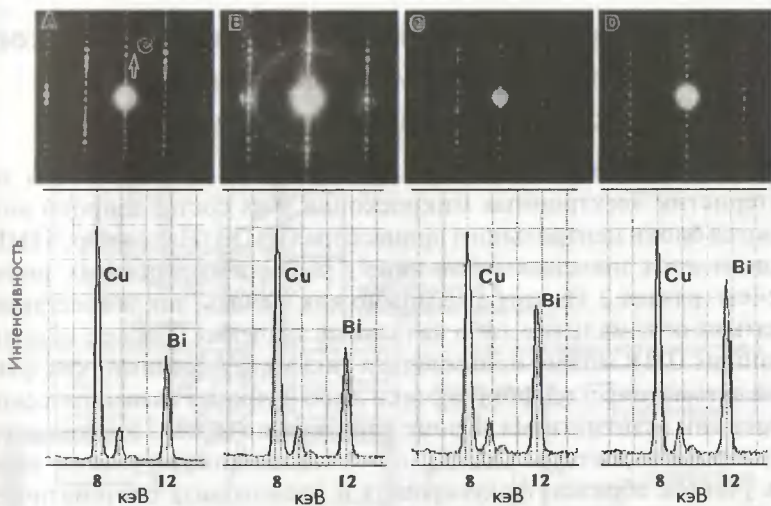 A B C D
c
Интенсивность
Cu Cu Cu Cu
Bi Bi Bi Bi
8 12 8 12 8 12 8 12
кэВ кэВ кэВ кэВ